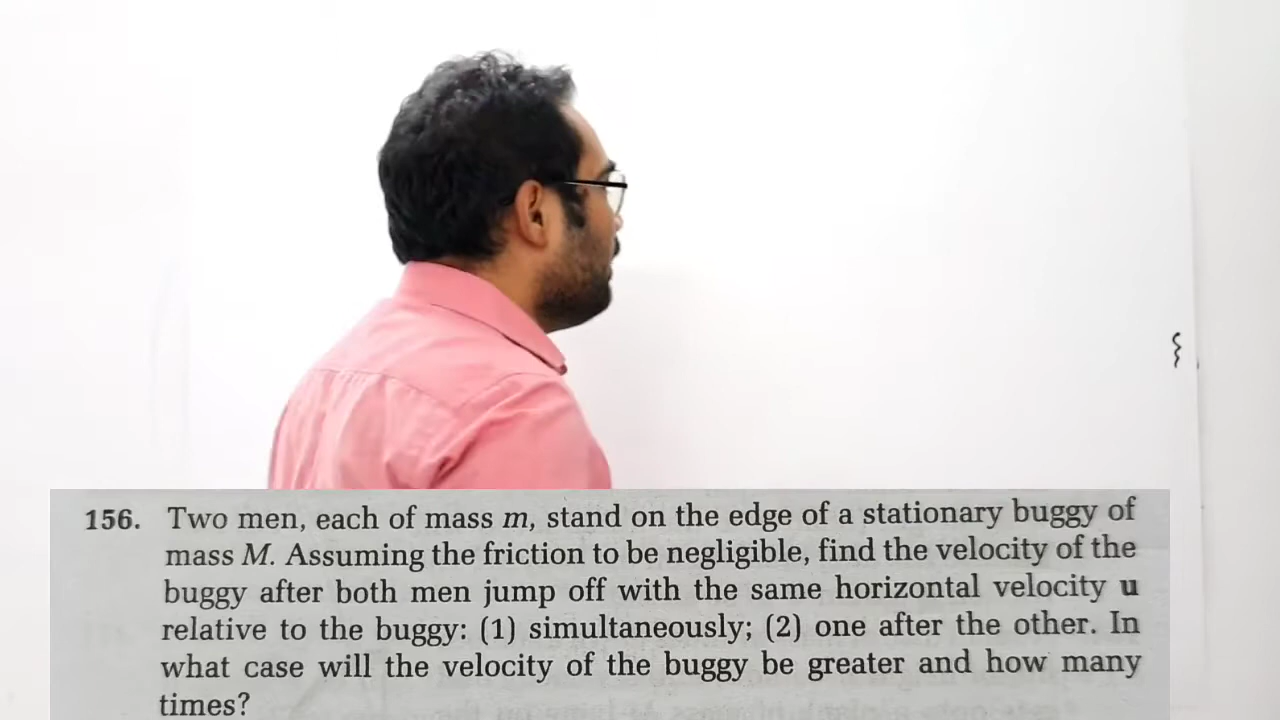 156. Two men, each of mass m, stand on the edge of a stationary buggy of
mass M. Assuming the friction to be negligible, find the velocity of the
buggy after both men jump off with the same horizontal velocity u
relative to the buggy: (1) simultaneously; (2) one after the other. In
what case will the velocity of the buggy be greater and how many
times?